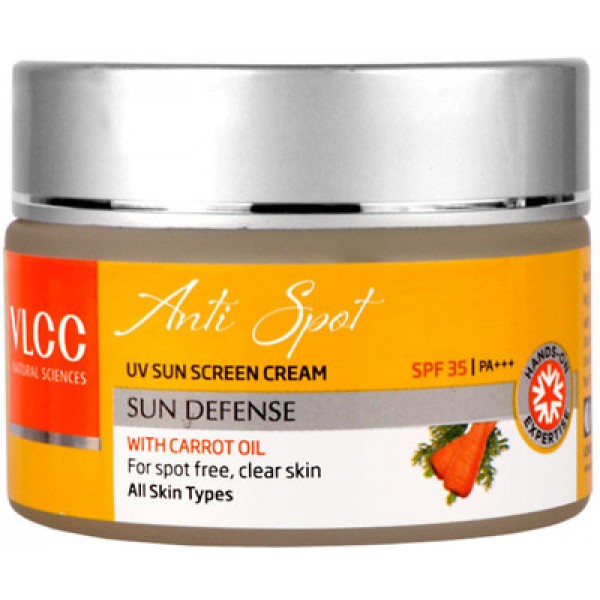 VLCC
NATURAL SCIENCES
Anti Spot
UV SUN SCREEN CREAM
SPF 35 | PA+++
SUN DEFENSE
WITH CARROT OIL
For spot free, clear skin
All Skin Types
HANDS-ON
EXPERTISE